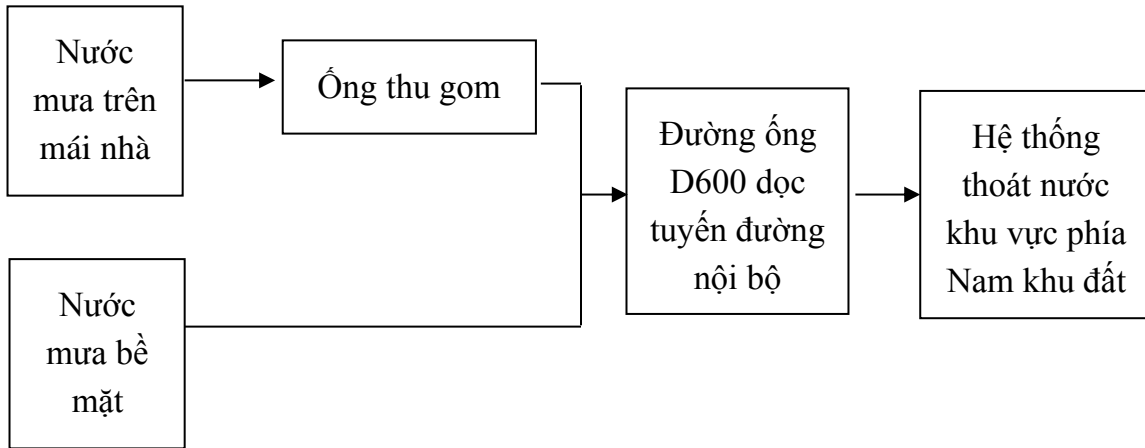 Nước
mưa trên
mái nhà
Ống thu gom
Đường ống
D600 dọc
tuyến đường
nội bộ
Hệ thống
thoát nước
khu vực phía
Nam khu đất
Nước
mưa bề
mặt